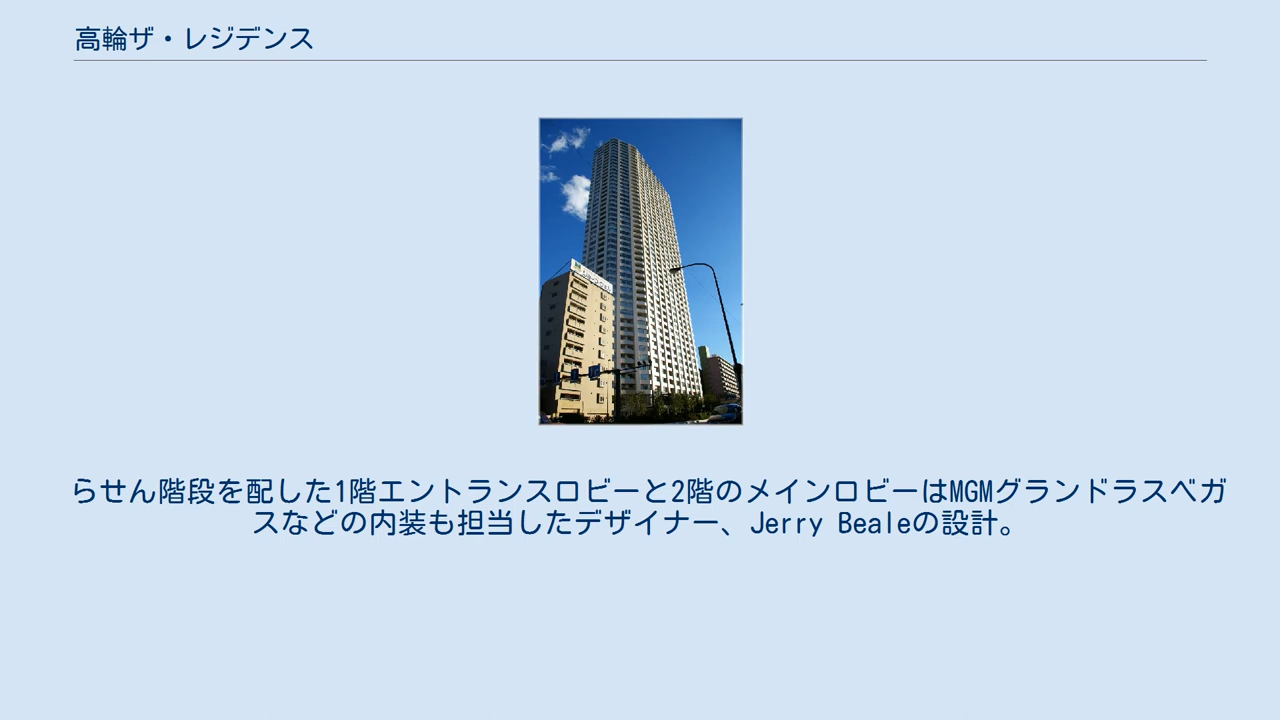 高輪ザ・レジデンス
らせん階段を配した1階エントランスロビーと2階のメインロビーはMGMグランドラスベガ
スなどの内装も担当したデザイナー、Jerry Bealeの設計。